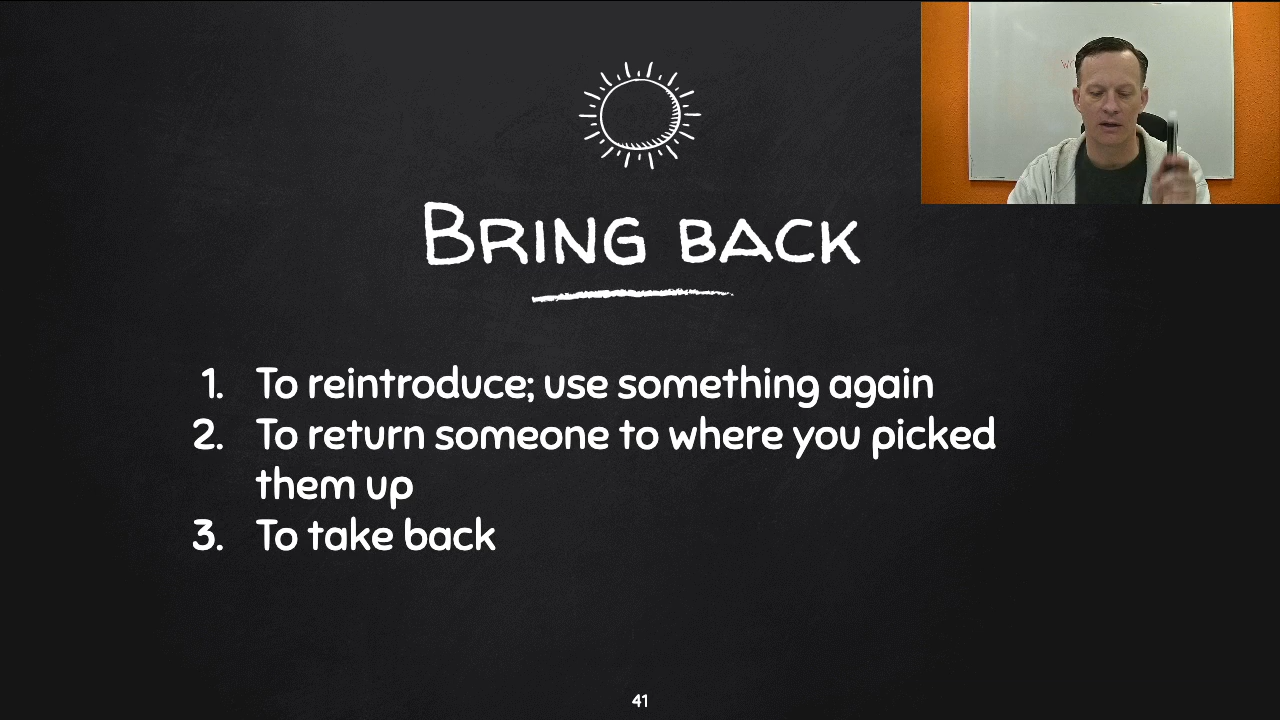 BRING BACK
1. To reintroduce; use something again
2. To return someone to where you picked
them up
3. To take back
41